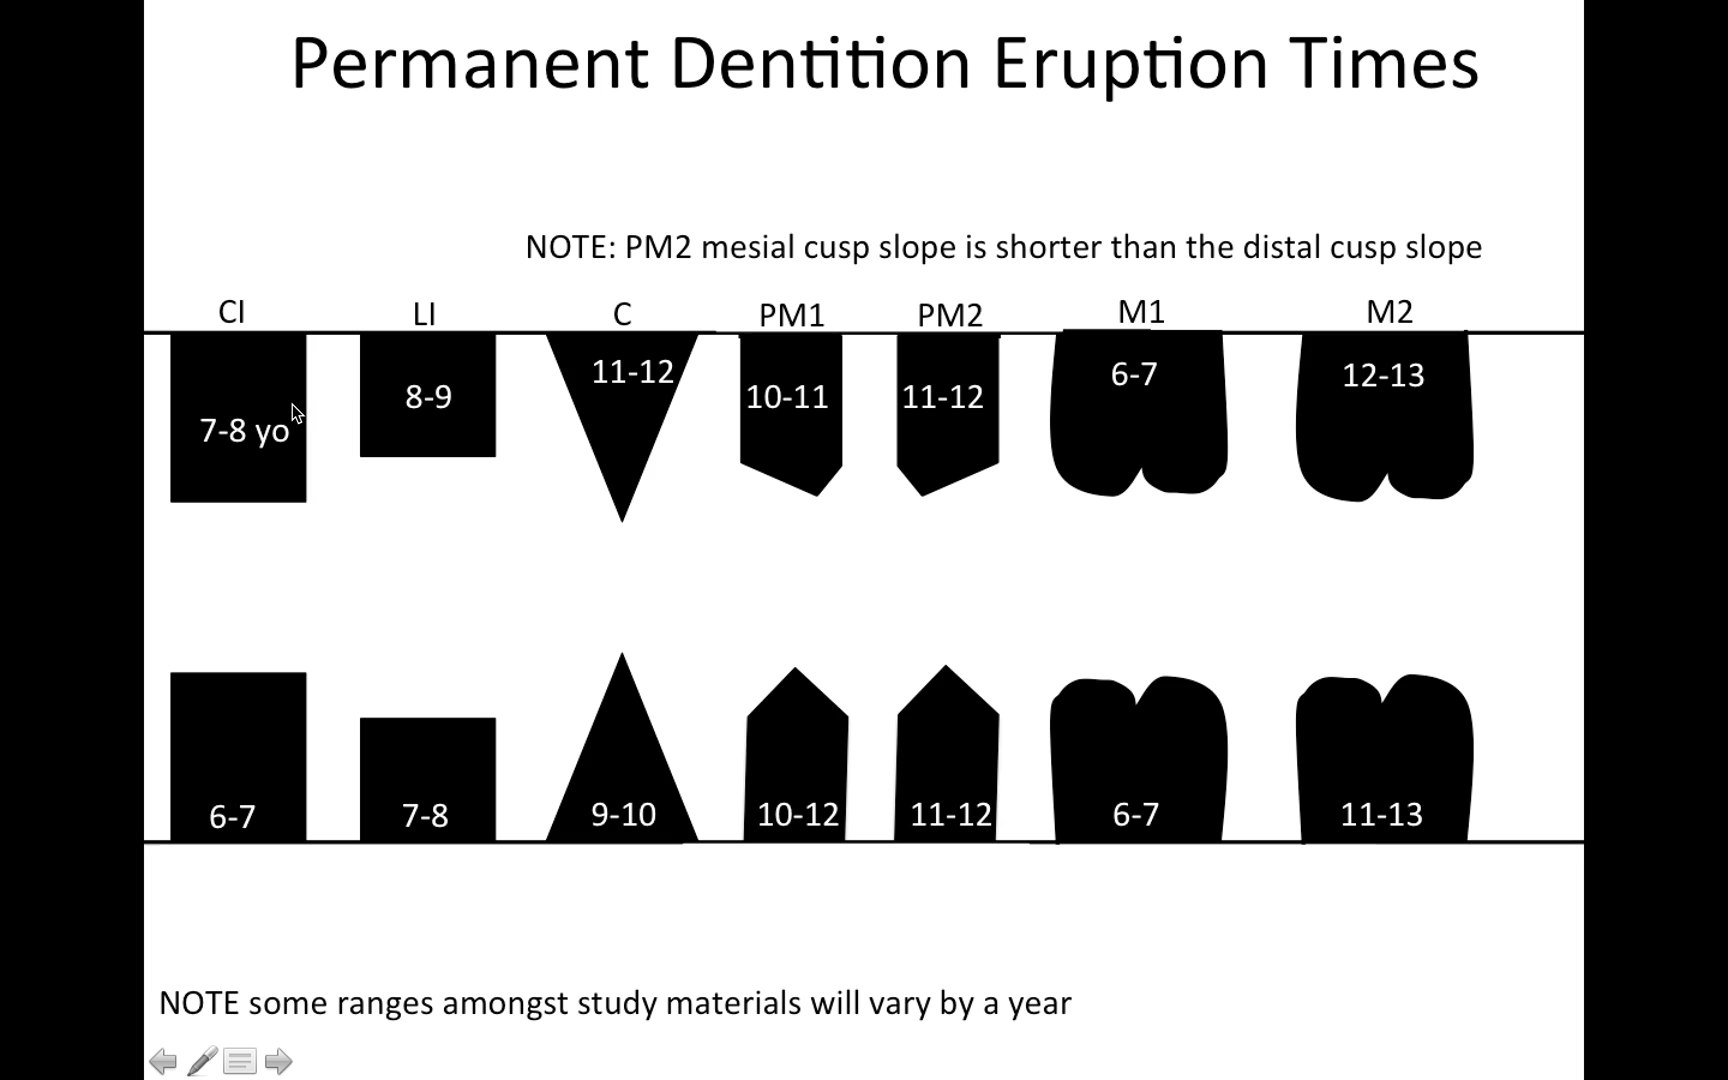 Permanent Dentition Eruption Times
NOTE: PM2 mesial cusp slope is shorter than the distal cusp slope
CI LI C PM1 PM2 M1 M2
7-8 yo 8-9 11-12 10-11 11-12 6-7 12-13
6-7 7-8 9-10 10-12 11-12 6-7 11-13
NOTE some ranges amongst study materials will vary by a year